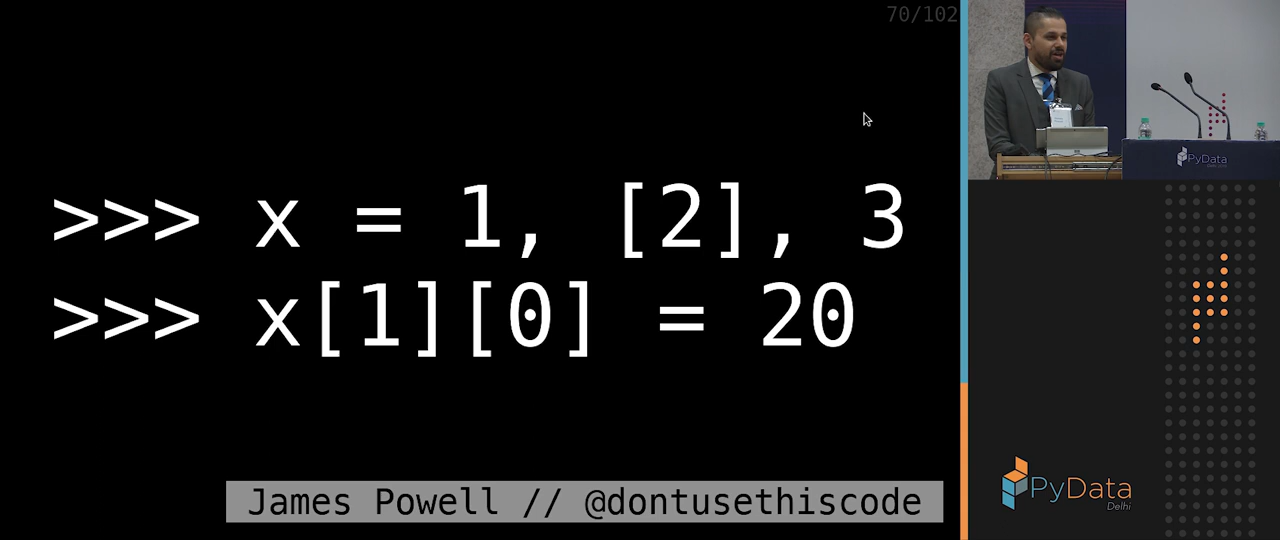 70/102
>>> x = 1, [2], 3
>>> x[1][0] = 20
James Powell // @dontusethiscode
PyData
PyData
Delhi